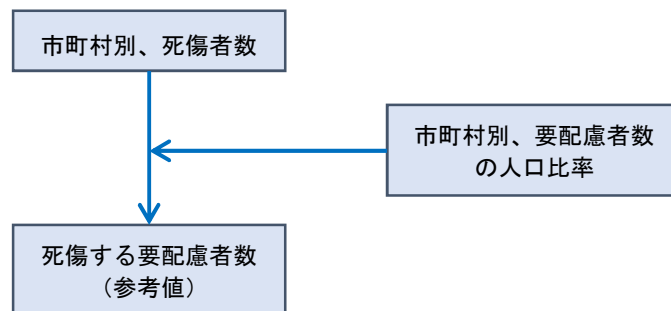 市町村別、死傷者数
市町村別、要配慮者数
の人口比率
死傷する要配慮者数
（参考値）